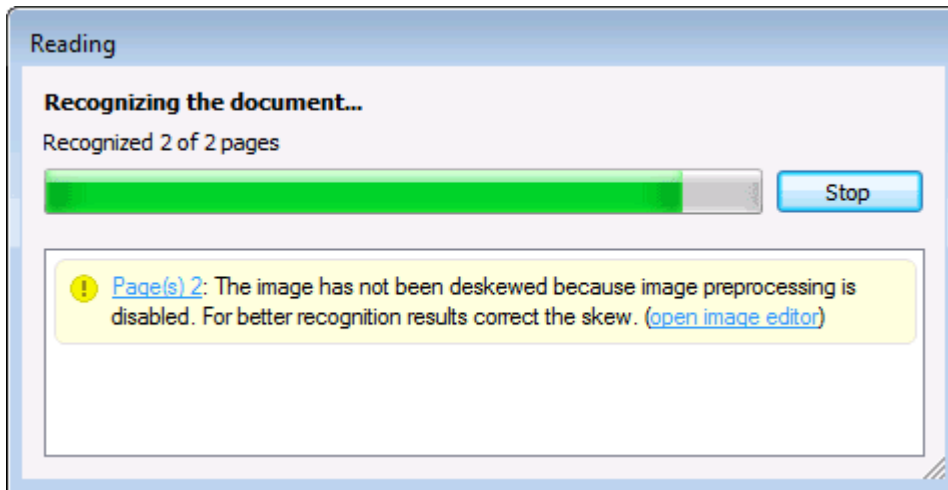 Reading
Recognizing the document...
Recognized 2 of 2 pages
Stop
Page(s) 2: The image has not been deskewed because image preprocessing is
disabled. For better recognition results correct the skew. (open image editor)